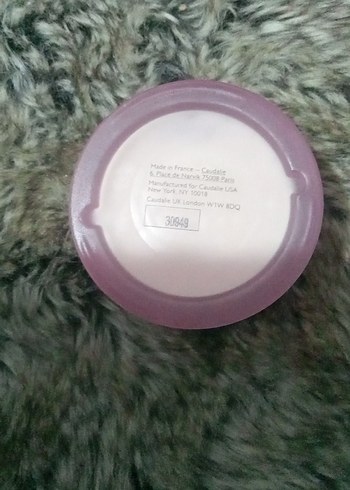 Made in France – Caudalie
6, Place de Narvik 75008 Paris
Manufactured for Caudalie USA
New York, NY 10018
Caudalie UK London W1W 8DQ
30949